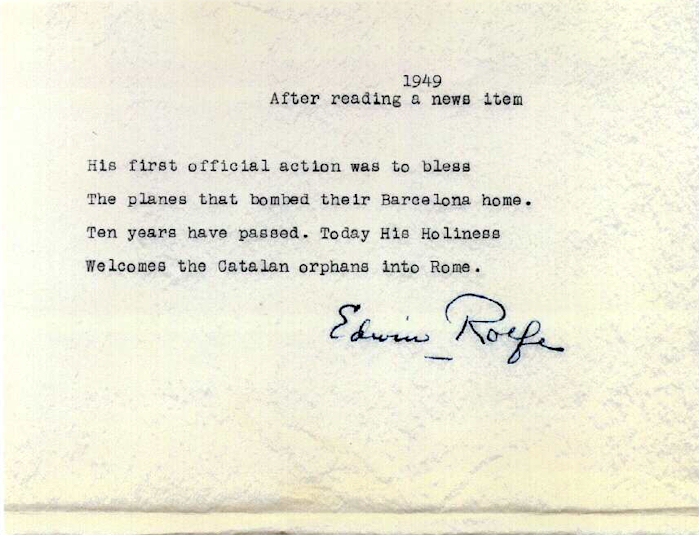 1949
After reading a news item
His first official action was to bless
The planes that bombed their Barcelona home.
Ten years have passed. Today His Holiness
Welcomes the Catalan orphans into Rome.
Edwin Rolfe